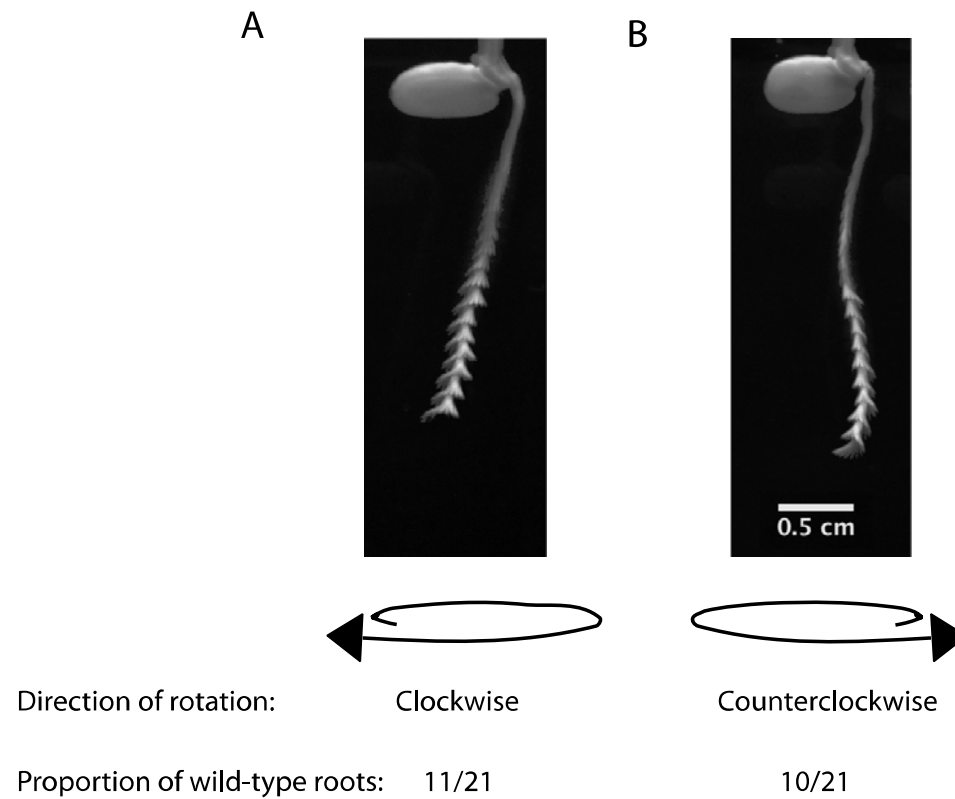 A
B
0.5 cm
Direction of rotation: Clockwise Counterclockwise
Proportion of wild-type roots: 11/21 10/21